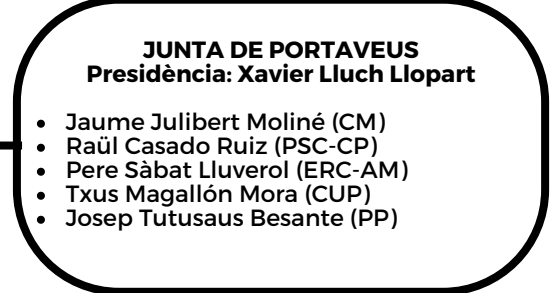 JUNTA DE PORTAVEUS
Presidència: Xavier Lluch Llopart
• Jaume Julibert Moliné (CM)
• Raül Casado Ruiz (PSC-CP)
• Pere Sàbat Lluverol (ERC-AM)
• Txus Magallón Mora (CUP)
• Josep Tutusaus Besante (PP)